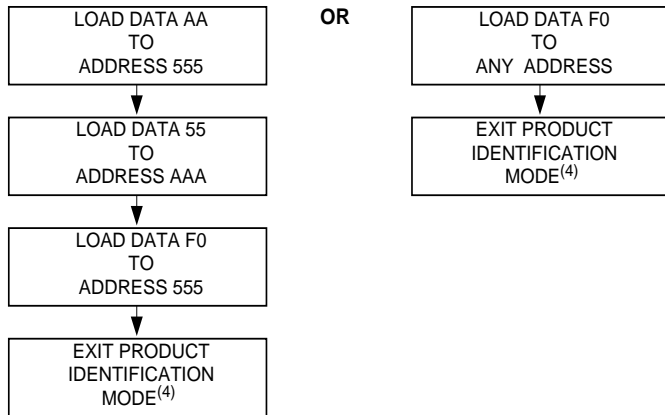 LOAD DATA AA
TO
ADDRESS 555
LOAD DATA 55
TO
ADDRESS AAA
LOAD DATA F0
TO
ADDRESS 555
EXIT PRODUCT
IDENTIFICATION
MODE(4)
OR
LOAD DATA F0
TO
ANY ADDRESS
EXIT PRODUCT
IDENTIFICATION
MODE(4)